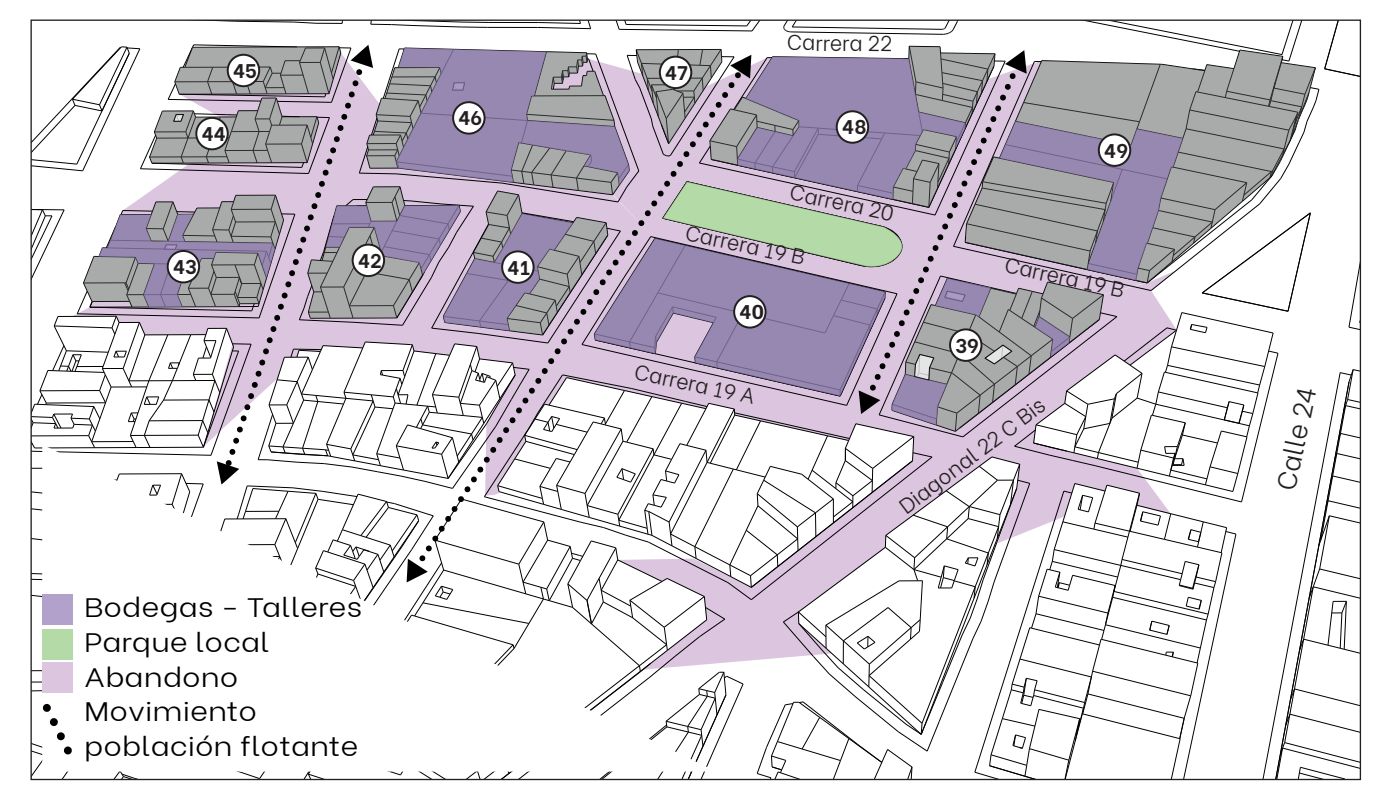 Carrera 22
45
47
46
44
48
49
Carrera 20
Carrera 19 B
43
42
41
Carrera 19 B
40
39
Carrera 19 A
Diagonal 22 C Bis
Calle 24
Bodegas - Talleres
Parque local
Abandono
Movimiento
población flotante